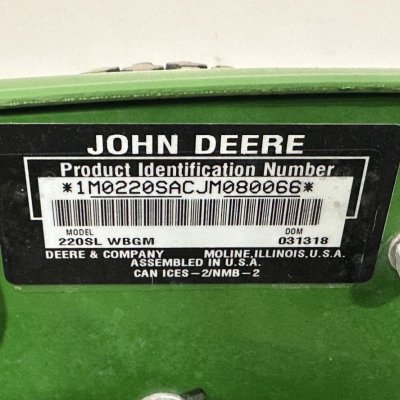 JOHN DEERE
Product Identification Number
*1M0220SACJM080066*
MODEL DOM
220SL WBGM 031318
DEERE & COMPANY MOLINE,ILLINOIS,U.S.A.
ASSEMBLED IN U.S.A.
CAN ICES-2/NMB-2